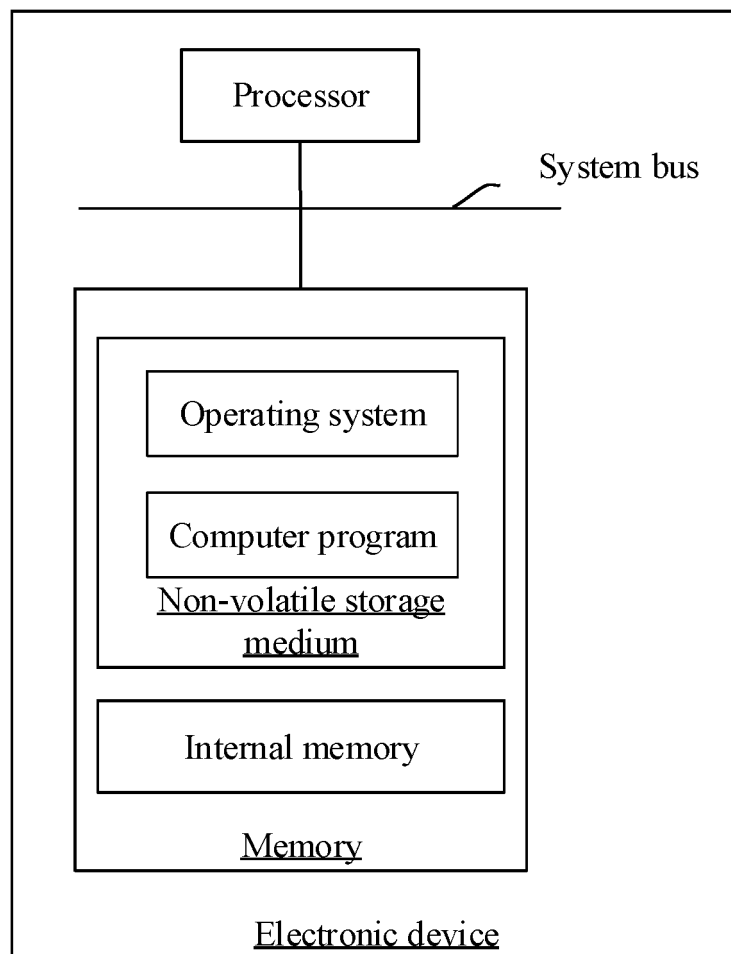 Processor
System bus
Operating system
Computer program
Non-volatile storage
medium
Internal memory
Memory
Electronic device